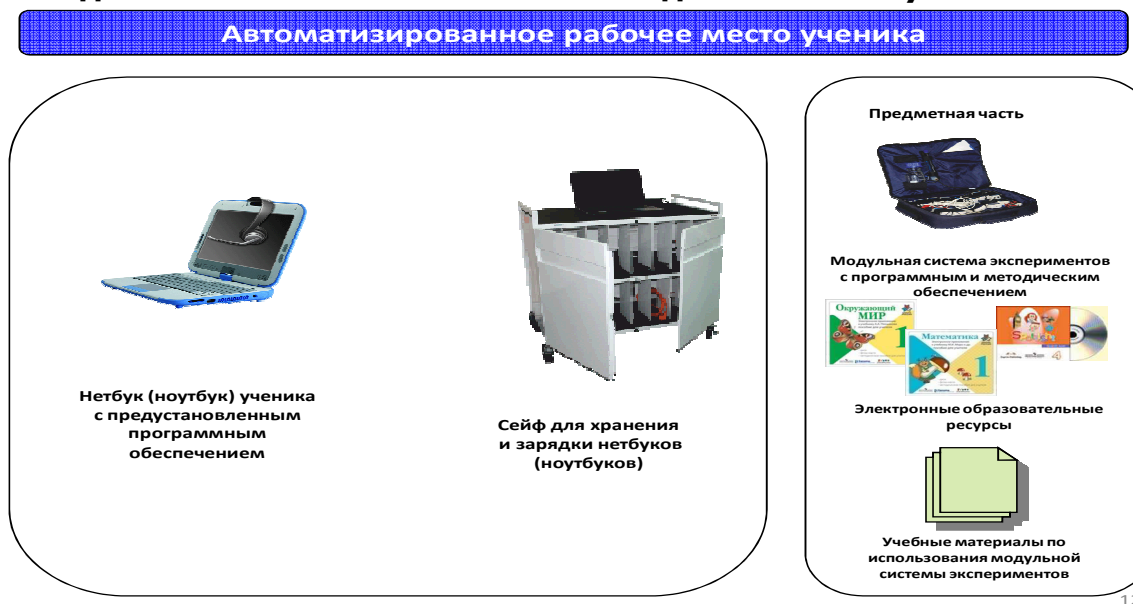 Автоматизированное рабочее место ученика
Предметная часть
Модульная система экспериментов
с программным и методическим
обеспечением
Окружающий
МИР
1
Математика
1
4
Электронные образовательные
ресурсы
Учебные материалы по
использования модульной
системы экспериментов
Нетбук (ноутбук) ученика
с предустановленным
программным
обеспечением
Сейф для хранения
и зарядки нетбуков
(ноутбуков)